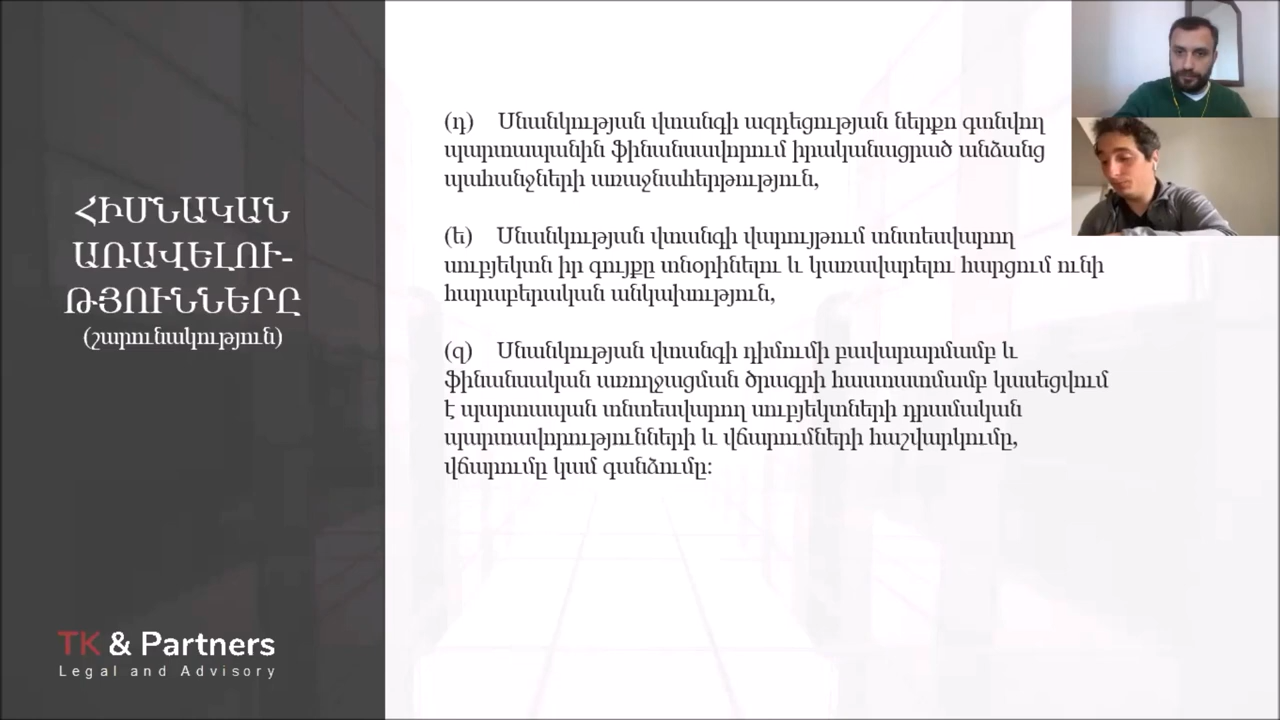 ՀԻՄՆԱԿԱՆ
ԱՌԱՎԵԼՈՒ-
ԹՅՈՒՆՆԵՐԸ
(շարունակություն)
(դ) Սնանկության վտանգի ազդեցության ներքո գտնվող
պարտապանին ֆինանսավորում իրականացրած անձանց
պահանջների առաջնահերթություն,
(ե) Սնանկության վտանգի վարույթում տնտեսվարող
սուբյեկտն իր գույքը տնօրինելու և կառավարելու հարցում ունի
հարաբերական անկախություն,
(զ) Սնանկության վտանգի դիմումի բավարարմամբ և
ֆինանսական առողջացման ծրագրի հաստատմամբ կասեցվում
է պարտապան տնտեսվարող սուբյեկտների դրամական
պարտավորությունների և վճարումների հաշվարկումը,
վճարումը կամ գանձումը:
TK & Partners
Legal and Advisory